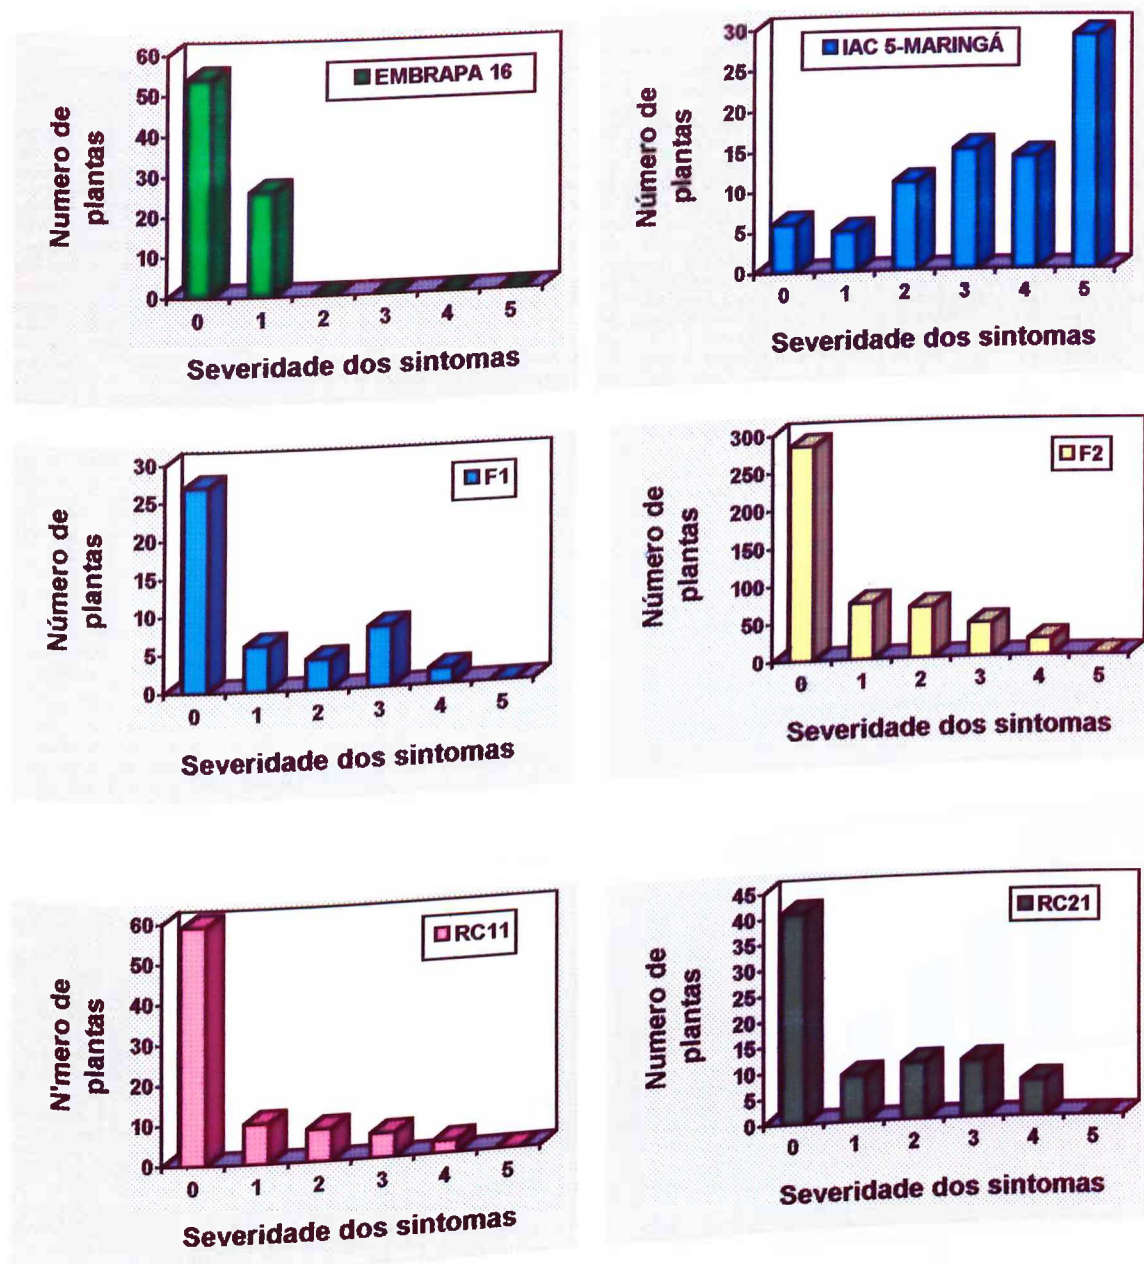 EMBRAPA 16
Numero de
plantas
60
50
40
30
20
10
0
0 1 2 3 4 5
Severidade dos sintomas
IAC 5-MARINGÁ
Número de
plantas
30
25
20
15
10
5
0
0 1 2 3 4 5
Severidade dos sintomas
F1
Número de
plantas
30
25
20
15
10
5
0
0 1 2 3 4 5
Severidade dos sintomas
F2
Número de
plantas
300
250
200
150
100
50
0
0 1 2 3 4 5
Severidade dos sintomas
RC11
N'mero de
plantas
60
50
40
30
20
10
0
0 1 2 3 4 5
Severidade dos sintomas
RC21
Numero de
plantas
45
40
35
30
25
20
15
10
5
0
0 1 2 3 4 5
Severidade dos sintomas